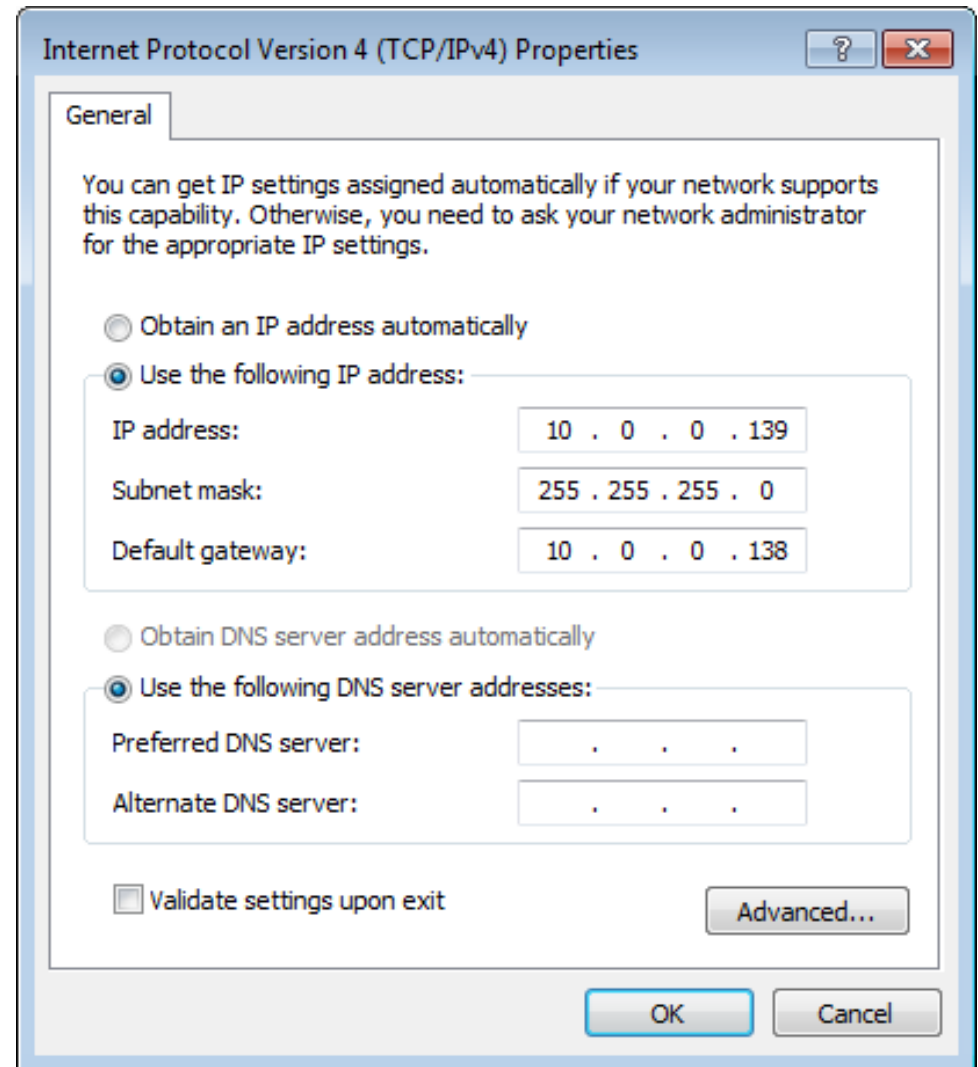 Internet Protocol Version 4 (TCP/IPv4) Properties
General
You can get IP settings assigned automatically if your network supports
this capability. Otherwise, you need to ask your network administrator
for the appropriate IP settings.
Obtain an IP address automatically
Use the following IP address:
IP address: 10 . 0 . 0 . 139
Subnet mask: 255 . 255 . 255 . 0
Default gateway: 10 . 0 . 0 . 138
Obtain DNS server address automatically
Use the following DNS server addresses:
Preferred DNS server: . . .
Alternate DNS server: . . .
Validate settings upon exit
Advanced...
OK Cancel